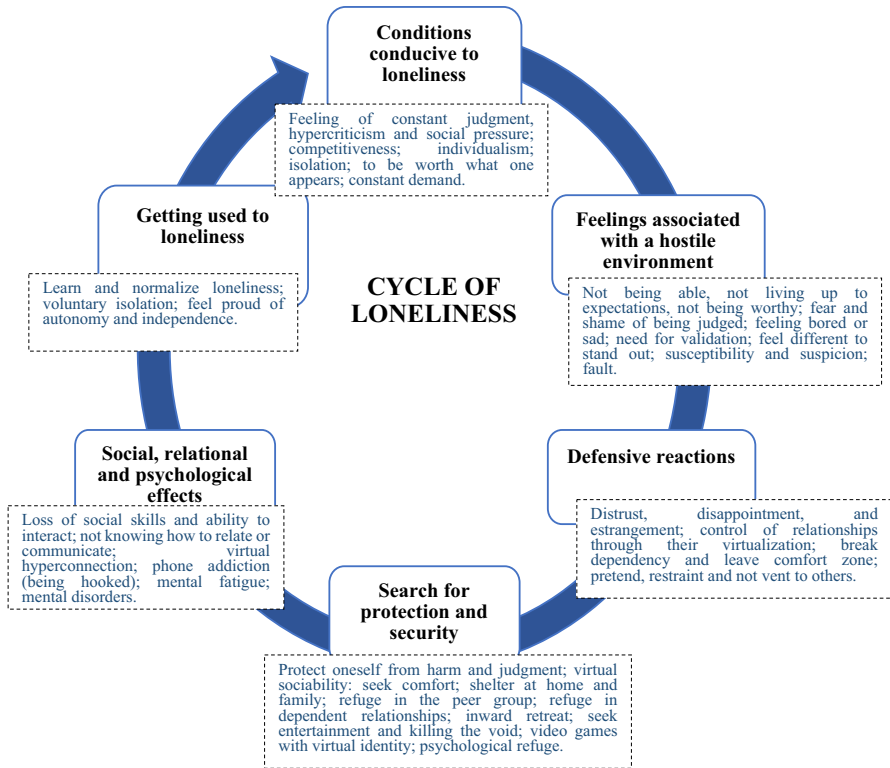 Conditions
conducive to
loneliness
Feeling of constant judgment,
hypercriticism and social pressure;
competitiveness; individualism;
isolation; to be worth what one
appears; constant demand.
Feelings associated
with a hostile
environment
Not being able, not living up to
expectations, not being worthy; fear and
shame of being judged; feeling bored or
sad; need for validation; feel different to
stand out; susceptibility and suspicion;
fault.
Defensive reactions
Distrust, disappointment, and
estrangement; control of relationships
through their virtualization; break
dependency and leave comfort zone;
pretend, restraint and not vent to others.
Search for
protection and
security
Protect oneself from harm and judgment; virtual
sociability: seek comfort; shelter at home and
family; refuge in the peer group; refuge in
dependent relationships; inward retreat; seek
entertainment and killing the void; video games
with virtual identity; psychological refuge.
Social, relational
and psychological
effects
Loss of social skills and ability to
interact; not knowing how to relate or
communicate; virtual
hyperconnection; phone addiction
(being hooked); mental fatigue;
mental disorders.
Getting used to
loneliness
Learn and normalize loneliness;
voluntary isolation; feel proud of
autonomy and independence.
CYCLE OF
LONELINESS